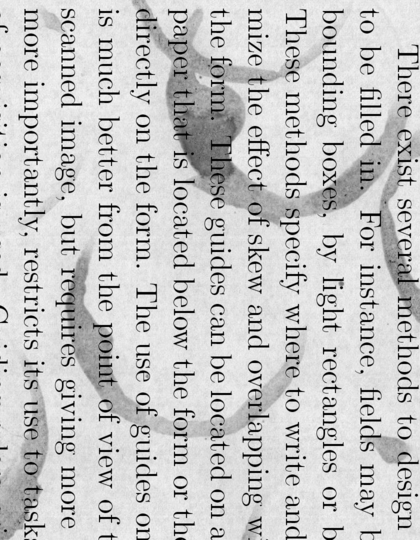 There exist several methods to design
to be filled in. For instance, fields may b
bounding boxes, by light rectangles or b
These methods specify where to write and
mize the effect of skew and overlapping wi
the form. These guides can be located on a
paper that is located below the form or the
directly on the form. The use of guides on
is much better from the point of view of t
scanned image, but requires giving more
more importantly, restricts its use to tasks